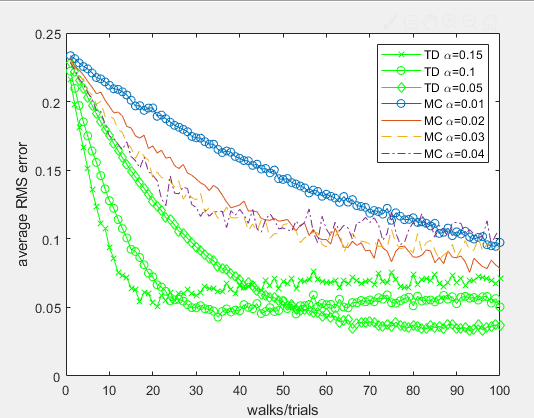 0.25
0.2
0.15
0.1
0.05
0
average RMS error
TD α=0.15
TD α=0.1
TD α=0.05
MC α=0.01
MC α=0.02
MC α=0.03
MC α=0.04
0 10 20 30 40 50 60 70 80 90 100
walks/trials